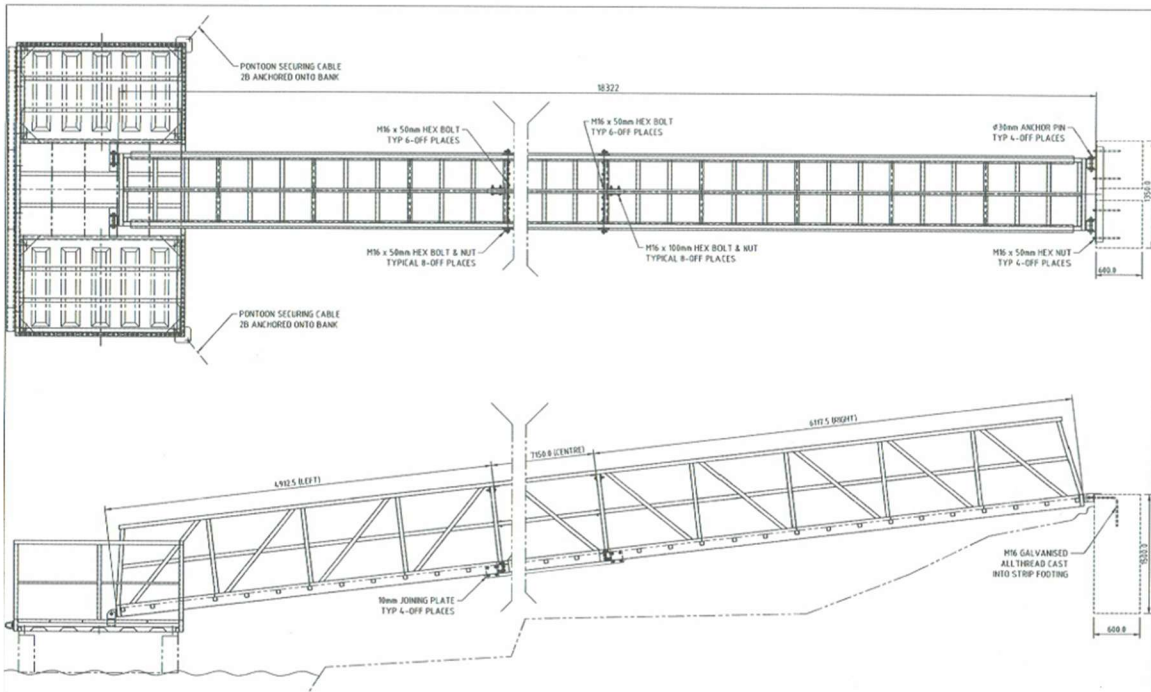 PONTOON SECURING CABLE
2B ANCHORED ONTO BANK
18322
M16 x 50mm HEX BOLT
TYP 6-OFF PLACES
M16 x 50mm HEX BOLT
TYP 6-OFF PLACES
Ø30mm ANCHOR PIN
TYP 4-OFF PLACES
M16 x 50mm HEX BOLT & NUT
TYPICAL 8-OFF PLACES
M16 x 100mm HEX BOLT & NUT
TYPICAL 8-OFF PLACES
M16 x 50mm HEX NUT
TYP 4-OFF PLACES
600.0
PONTOON SECURING CABLE
2B ANCHORED ONTO BANK
4912.5 (LEFT)
7150.0 (CENTRE)
6117.5 (RIGHT)
10mm JOINING PLATE
TYP 4-OFF PLACES
M16 GALVANISED
ALLTHREAD CAST
INTO STRIP FOOTING
1500.0
600.0